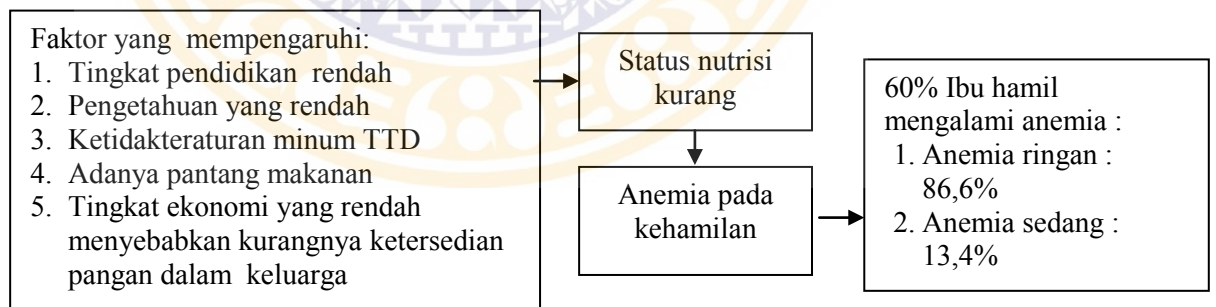 Faktor yang mempengaruhi:
1. Tingkat pendidikan rendah
2. Pengetahuan yang rendah
3. Ketidakteraturan minum TTD
4. Adanya pantang makanan
5. Tingkat ekonomi yang rendah
menyebabkan kurangnya ketersedian
pangan dalam keluarga
Status nutrisi
kurang
Anemia pada
kehamilan
60% Ibu hamil
mengalami anemia :
1. Anemia ringan :
86,6%
2. Anemia sedang :
13,4%